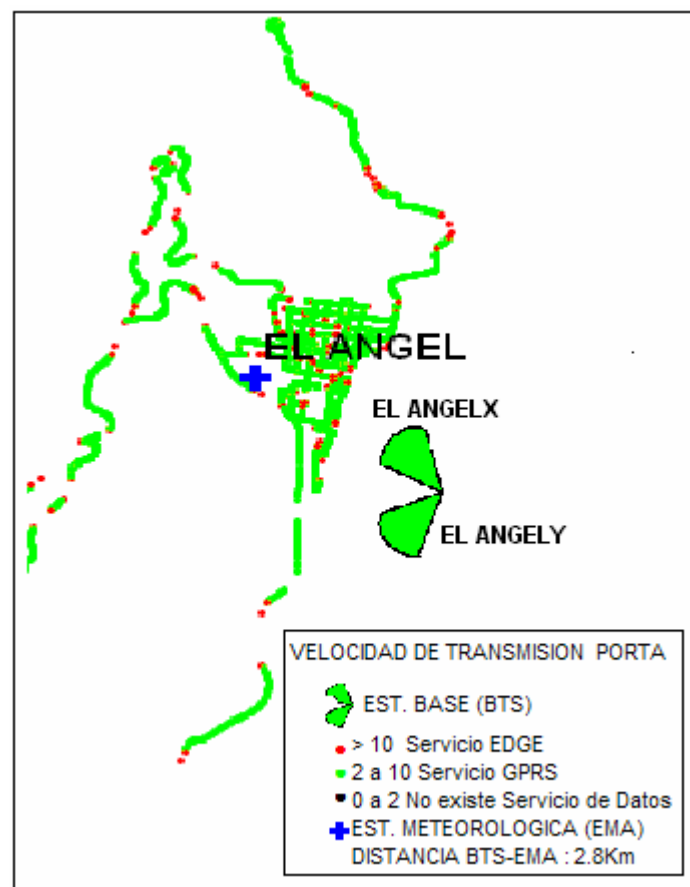 EL ANGEL
EL ANGELX
EL ANGELY
VELOCIDAD DE TRANSMISION PORTA
EST. BASE (BTS)
> 10 Servicio EDGE
2 a 10 Servicio GPRS
0 a 2 No existe Servicio de Datos
EST. METEOROLOGICA (EMA)
DISTANCIA BTS-EMA : 2.8Km